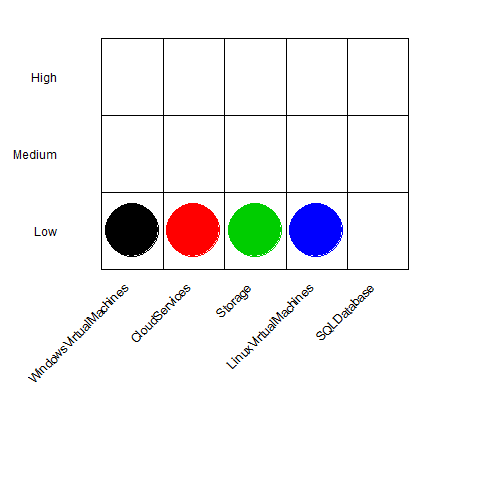 High
Medium
Low
WindowsVirtualMachines
CloudServices
Storage
LinuxVirtualMachines
SQLDatabase